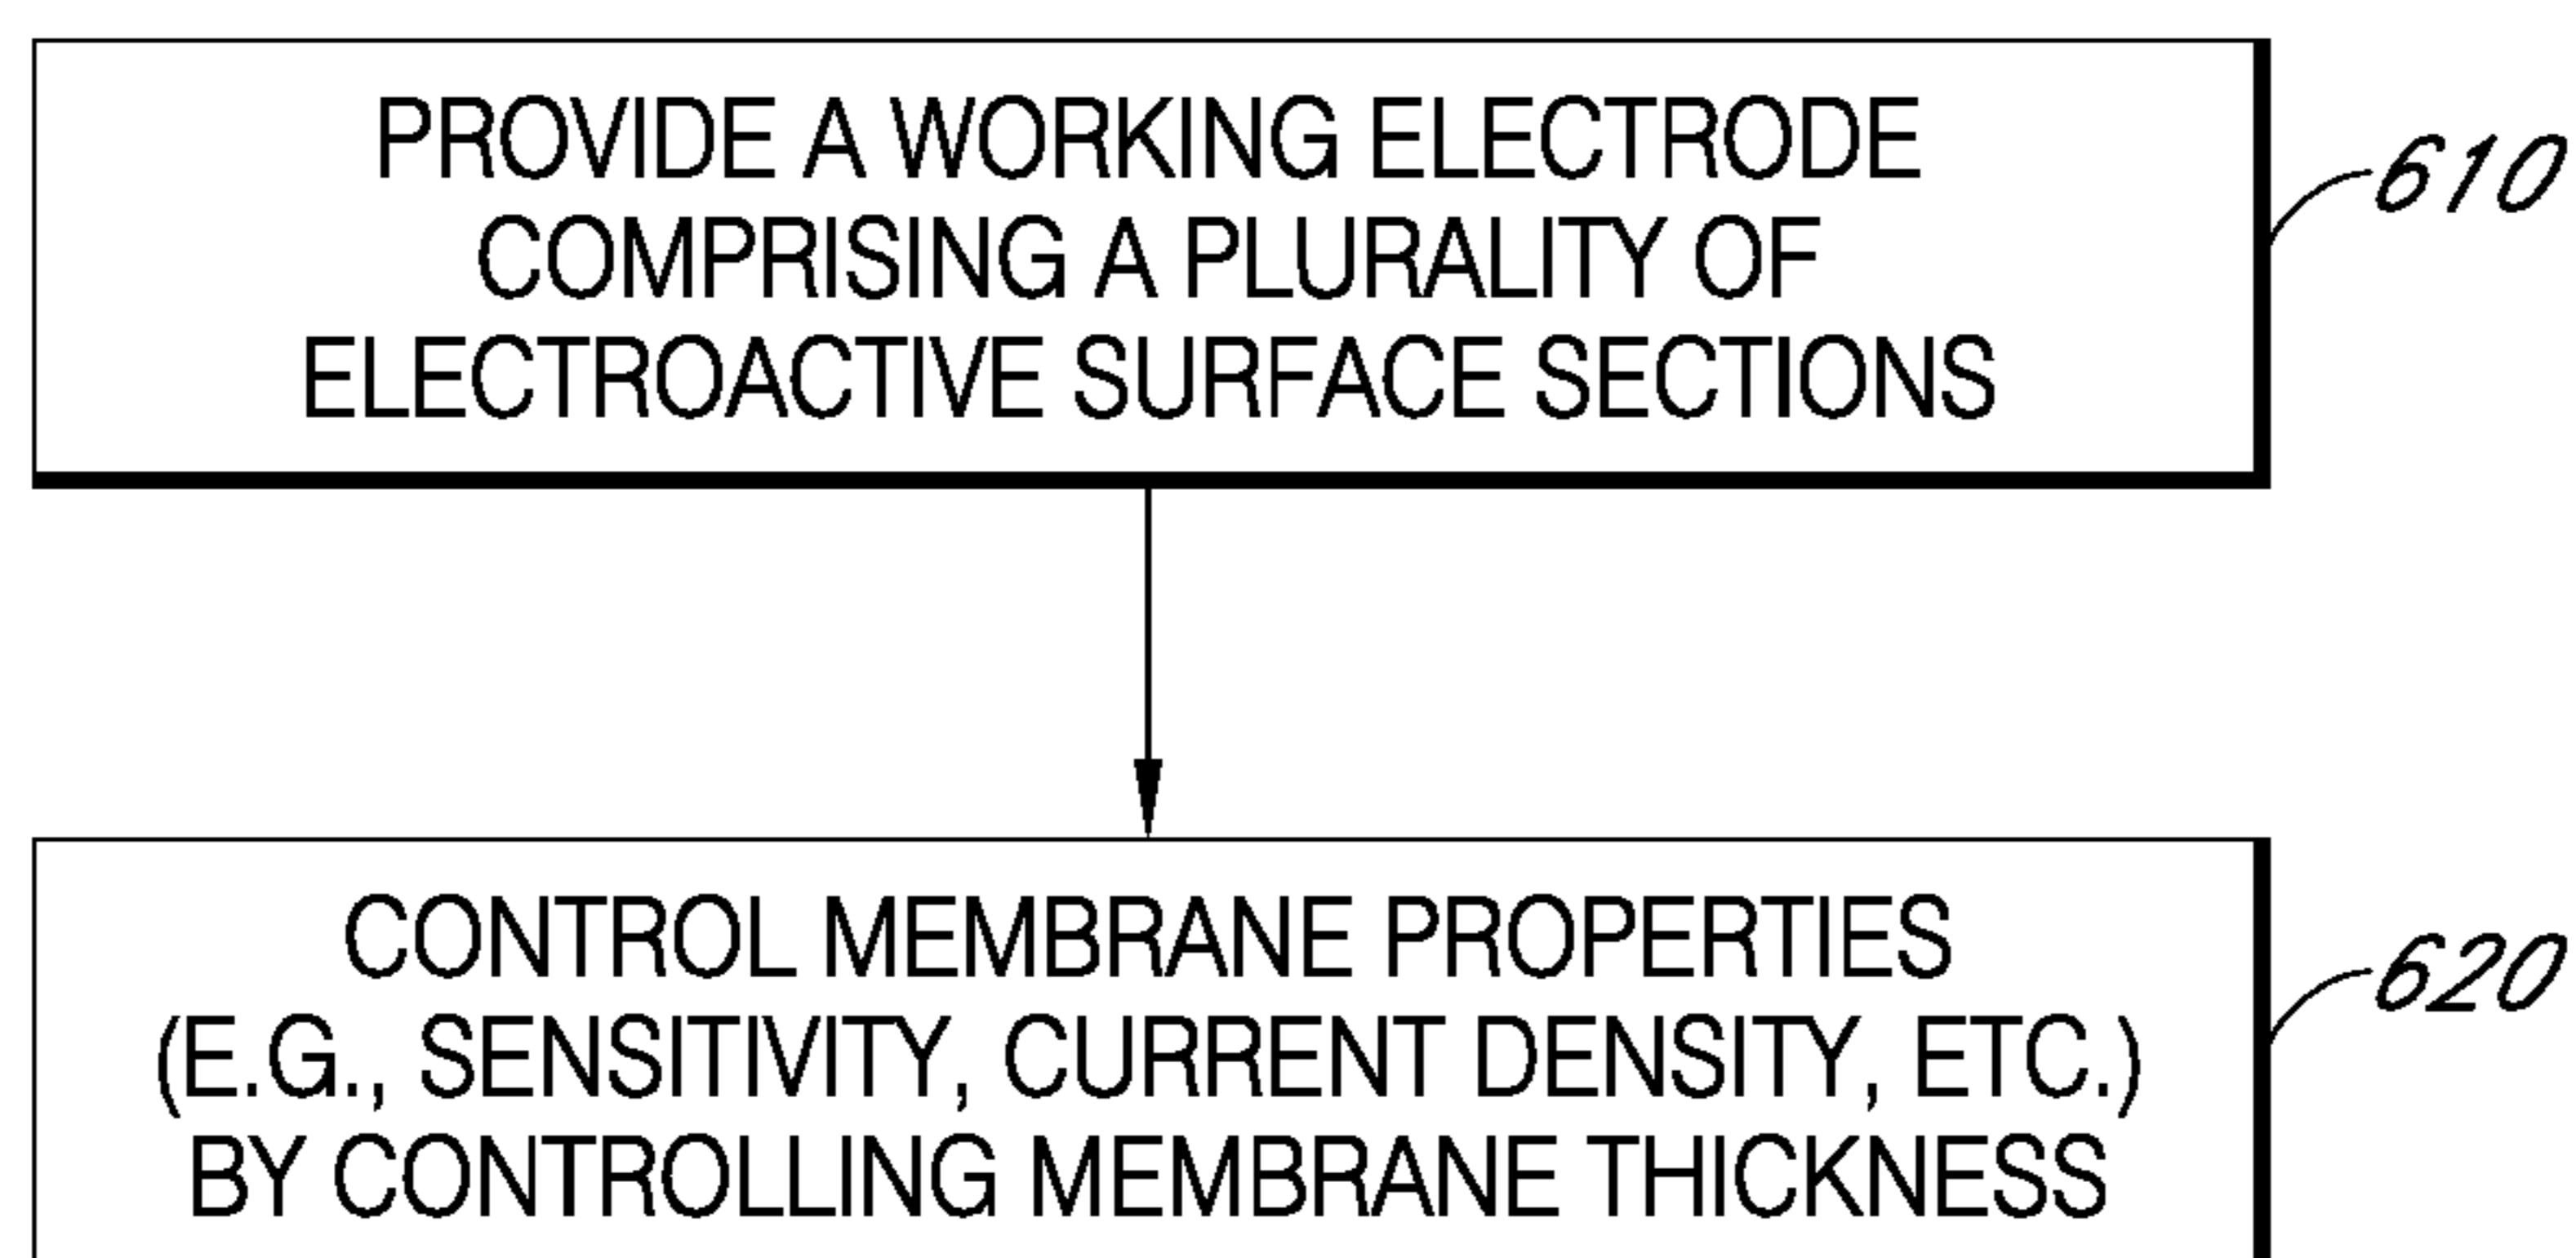 PROVIDE A WORKING ELECTRODE
COMPRISING A PLURALITY OF
ELECTROACTIVE SURFACE SECTIONS
610
CONTROL MEMBRANE PROPERTIES
(E.G., SENSITIVITY, CURRENT DENSITY, ETC.)
BY CONTROLLING MEMBRANE THICKNESS
620